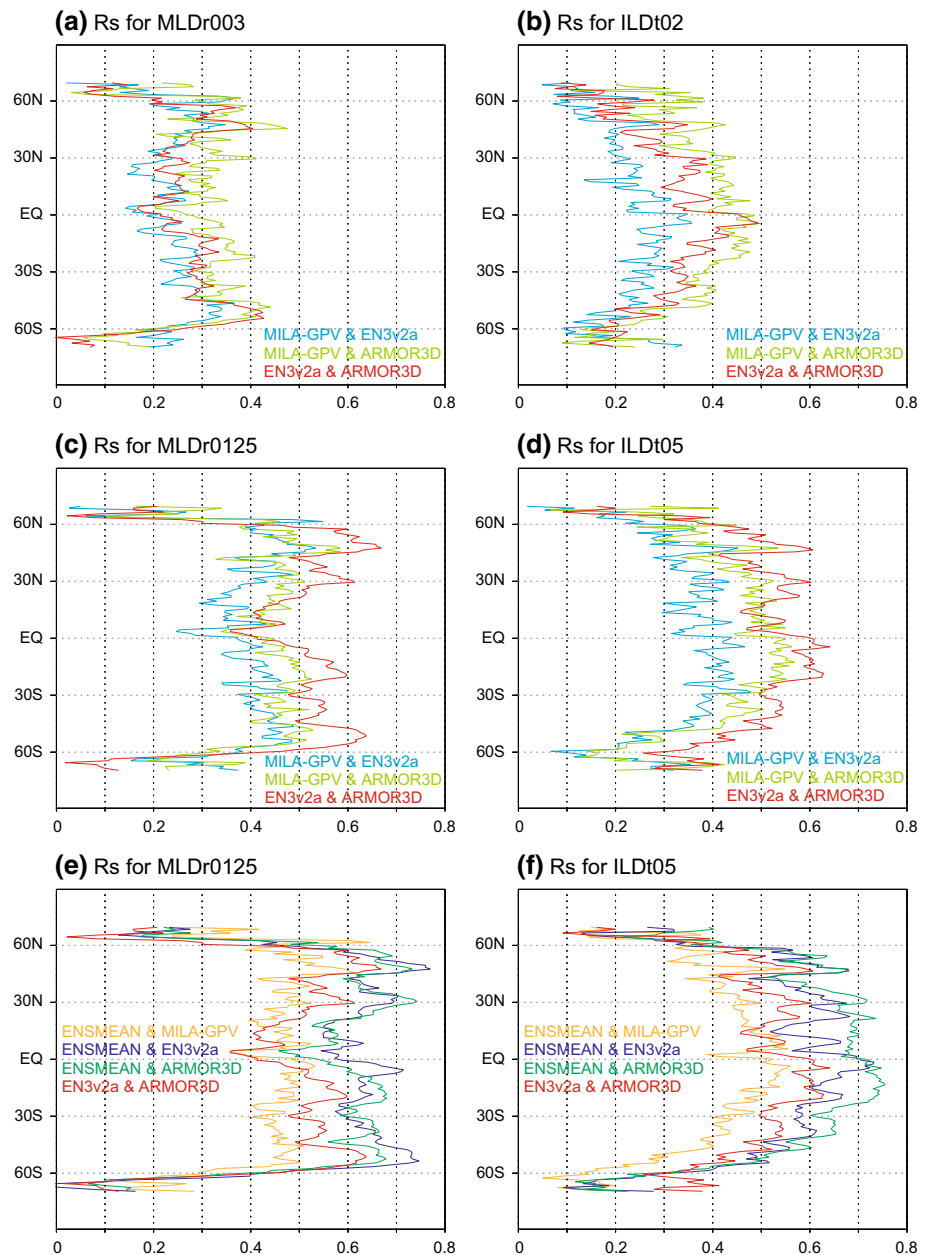 (a) Rs for MLDr003
60N
30N
EQ
30S
60S
MILA-GPV & EN3v2a
MILA-GPV & ARMOR3D
EN3v2a & ARMOR3D
0 0.2 0.4 0.6 0.8
(b) Rs for ILDt02
60N
30N
EQ
30S
60S
MILA-GPV & EN3v2a
MILA-GPV & ARMOR3D
EN3v2a & ARMOR3D
0 0.2 0.4 0.6 0.8
(c) Rs for MLDr0125
60N
30N
EQ
30S
60S
MILA-GPV & EN3v2a
MILA-GPV & ARMOR3D
EN3v2a & ARMOR3D
0 0.2 0.4 0.6 0.8
(d) Rs for ILDt05
60N
30N
EQ
30S
60S
MILA-GPV & EN3v2a
MILA-GPV & ARMOR3D
EN3v2a & ARMOR3D
0 0.2 0.4 0.6 0.8
(e) Rs for MLDr0125
60N
30N
ENSMEAN & MILA-GPV
ENSMEAN & EN3v2a
EQ
ENSMEAN & ARMOR3D
EN3v2a & ARMOR3D
30S
60S
0 0.2 0.4 0.6 0.8
(f) Rs for ILDt05
60N
30N
ENSMEAN & MILA-GPV
ENSMEAN & EN3v2a
EQ
ENSMEAN & ARMOR3D
EN3v2a & ARMOR3D
30S
60S
0 0.2 0.4 0.6 0.8